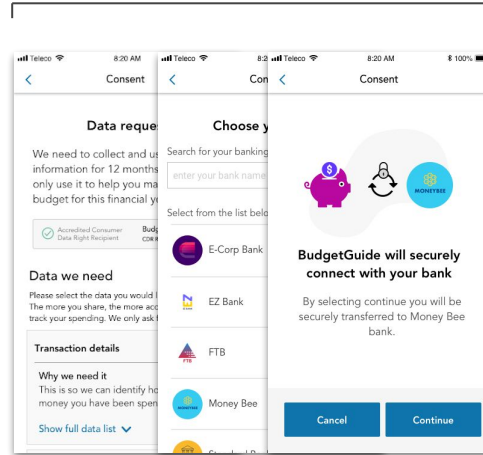 Teleco
8:20 AM
Consent
Data reque
We need to collect and us
information for 12 months
only use it to help you ma
budget for this financial y
Accredited Consumer
Data Right Recipient
Budg
CDR R
Data we need
Please select the data you would l
The more you share, the more acc
track your spending. We only ask f
Transaction details
Why we need it
This is so we can identify ho
money you have been spen
Show full data list
Teleco
8:2
Con
Choose y
Search for your banking
enter your bank name
Select from the list belo
E-Corp Bank
EZ Bank
FTB
FTB
MONEYBEE
Money Bee
Teleco
8:20 AM
100%
Consent
MONEYBEE
BudgetGuide will securely
connect with your bank
By selecting continue you will be
securely transferred to Money Bee
bank.
Cancel
Continue